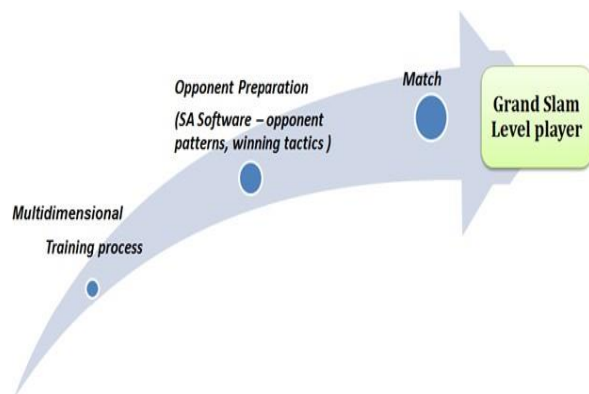 Opponent Preparation
(SA Software – opponent
patterns, winning tactics )
Match
Grand Slam
Level player
Multidimensional
Training process